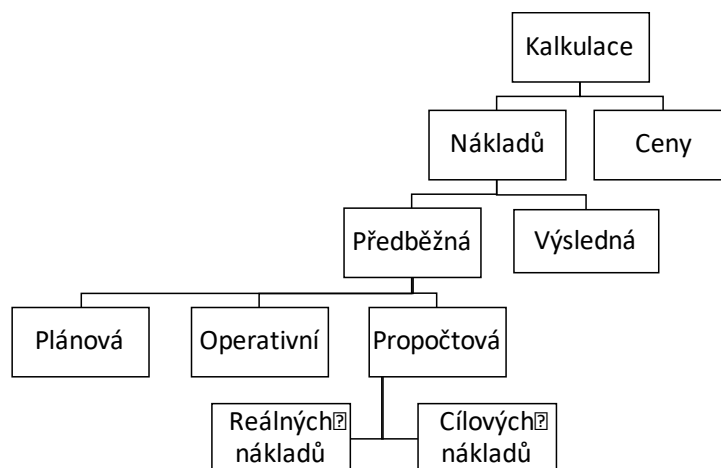 Kalkulace
Nákladů
Ceny
Předběžná
Výsledná
Plánová
Operativní
Propočtová
Reálných
nákladů
Cílových
nákladů